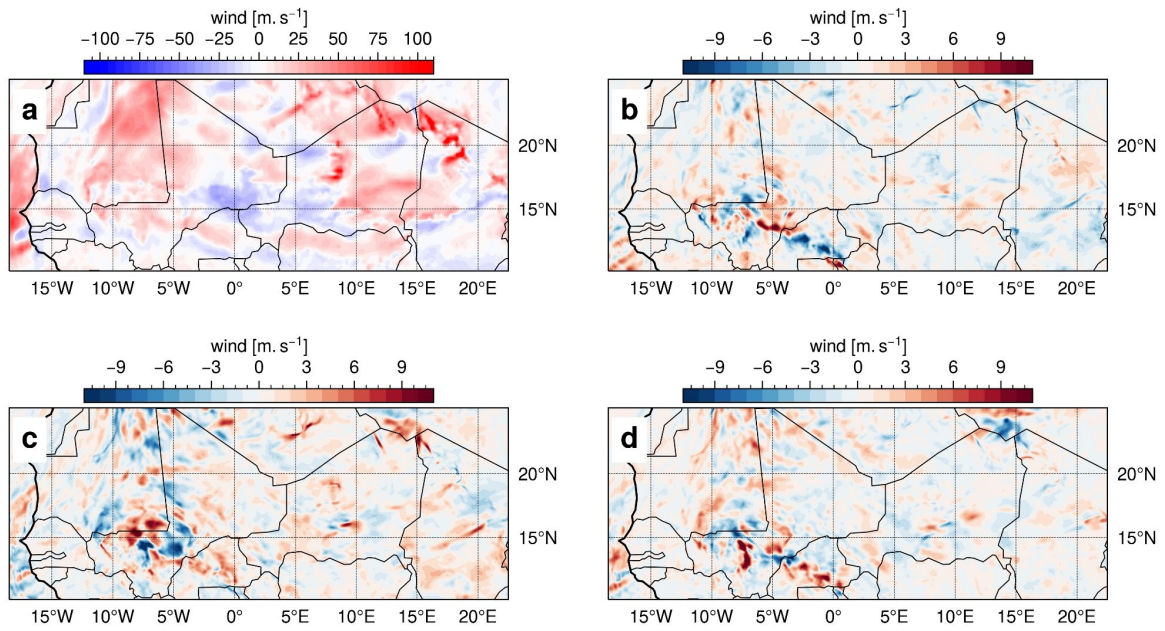 wind [m. s⁻¹] wind [m. s⁻¹]
−100 −75 −50 −25 0 25 50 75 100 −9 −6 −3 0 3 6 9
a b
20°N 20°N
15°N 15°N
15°W 10°W 5°W 0° 5°E 10°E 15°E 20°E 15°W 10°W 5°W 0° 5°E 10°E 15°E 20°E
wind [m. s⁻¹] wind [m. s⁻¹]
−9 −6 −3 0 3 6 9 −9 −6 −3 0 3 6 9
c d
20°N 20°N
15°N 15°N
15°W 10°W 5°W 0° 5°E 10°E 15°E 20°E 15°W 10°W 5°W 0° 5°E 10°E 15°E 20°E